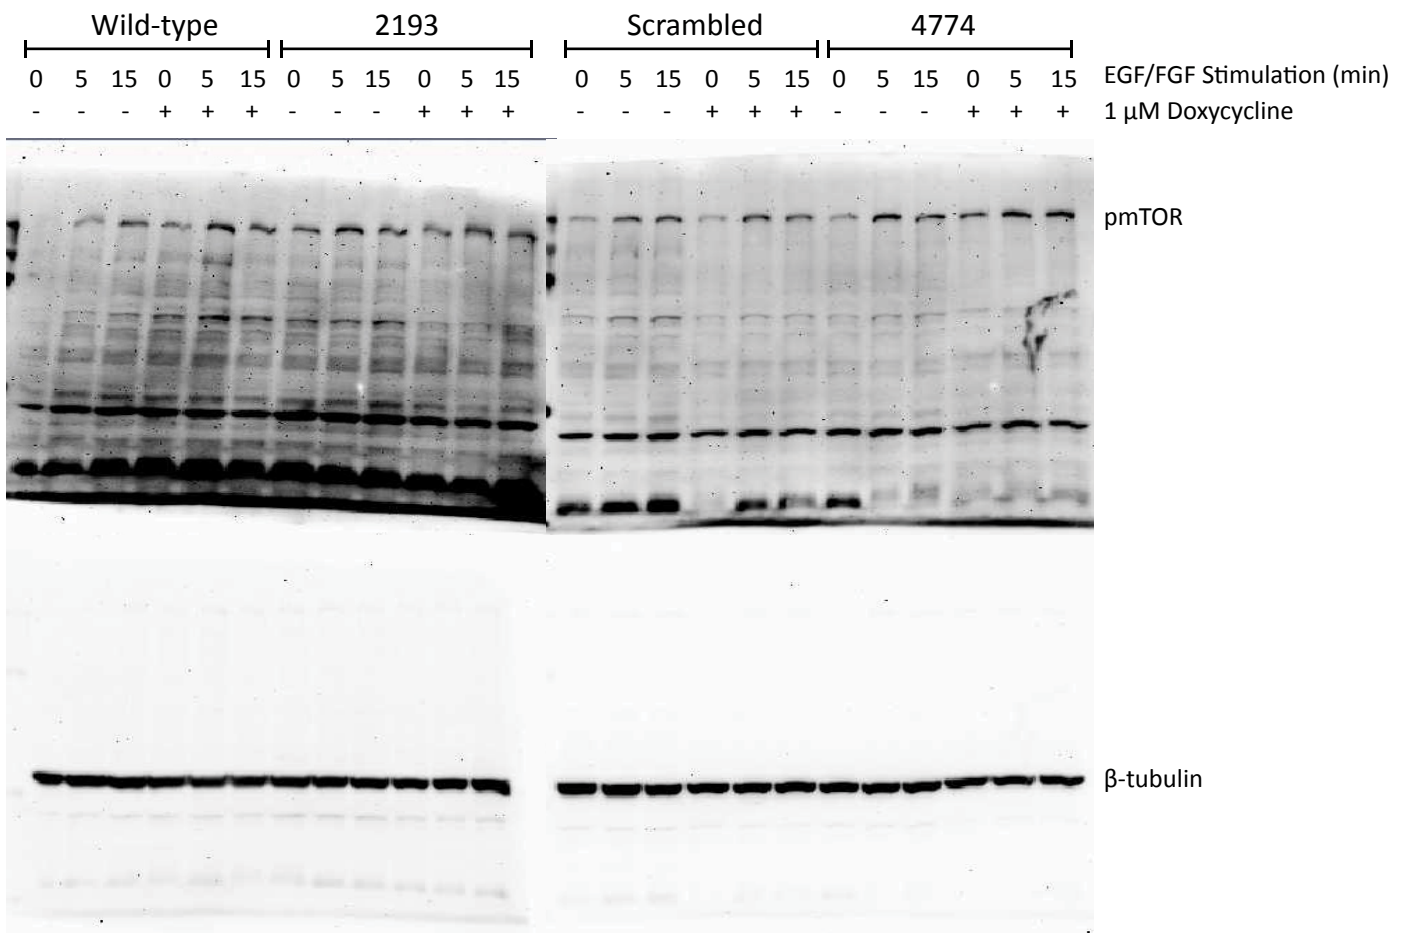 Wild-type 2193 Scrambled 4774
0 5 15 0 5 15 0 5 15 0 5 15 0 5 15 0 5 15 0 5 15 0 5 15 EGF/FGF Stimulation (min)
- - - + + + - - - + + + - - - + + + - - - + + + 1 µM Doxycycline
pmTOR
β-tubulin